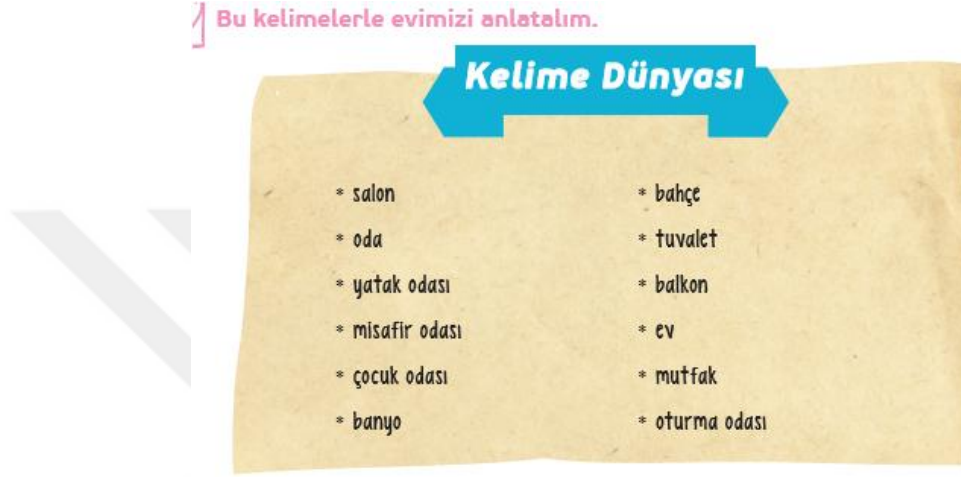 Bu kelimelerle evimizi anlatalım.
Kelime Dünyası
* salon
* oda
* yatak odası
* misafir odası
* çocuk odası
* banyo
* bahçe
* tuvalet
* balkon
* ev
* mutfak
* oturma odası